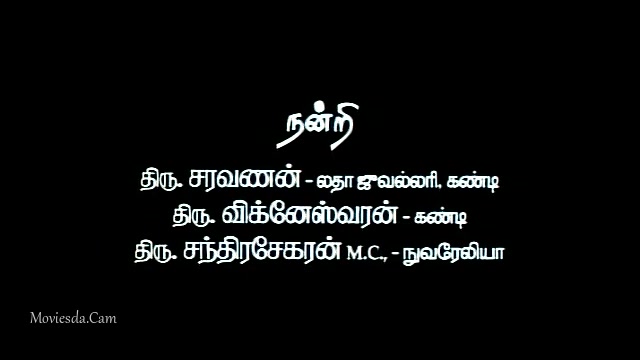 நன்றி
திரு. சரவணன் - லதா ஜுவல்லரி, கண்டி
திரு. விக்னேஸ்வரன் - கண்டி
திரு. சந்திரசேகரன் M.C., - நுவரேலியா
Moviesda.Cam